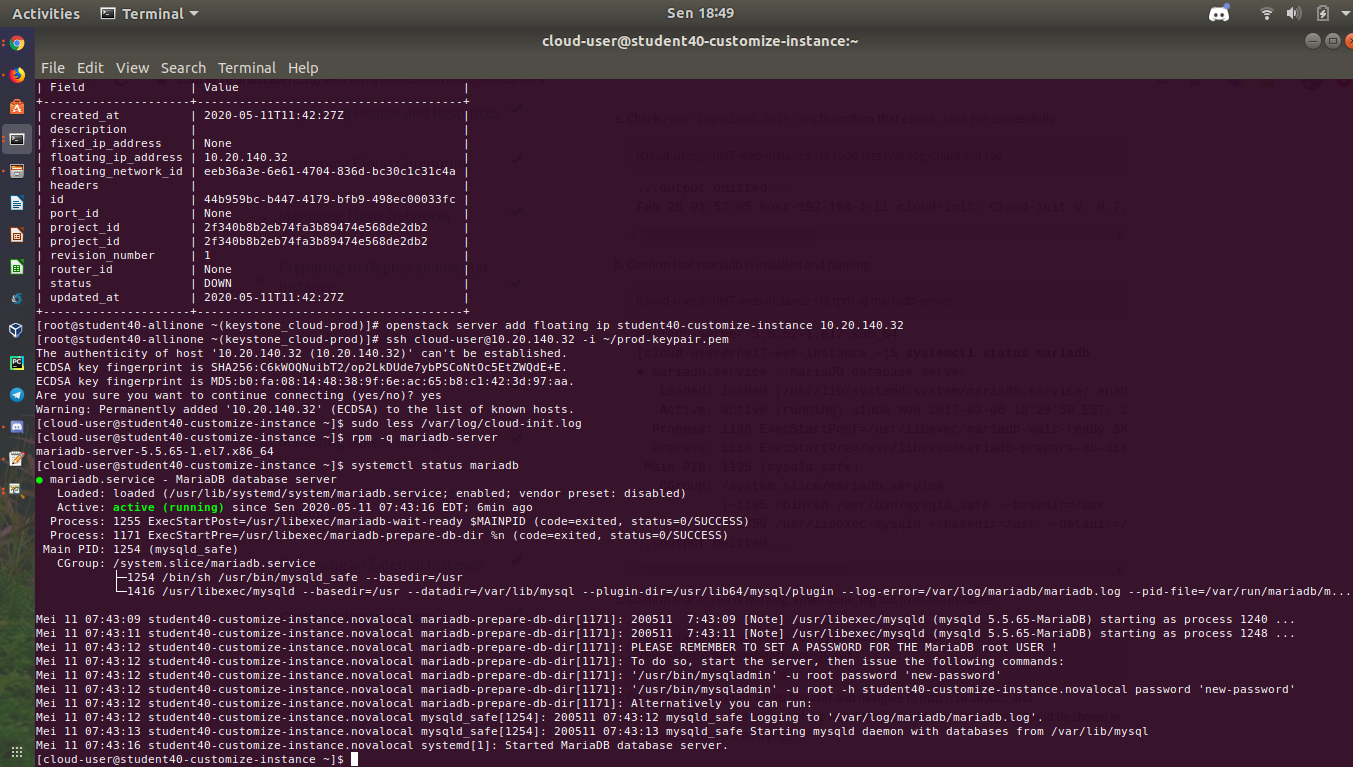 Activities Terminal Sen 18:49
cloud-user@student40-customize-instance:~
File Edit View Search Terminal Help
| Field | Value |
+---------------------+--------------------------------------+
| created_at | 2020-05-11T11:42:27Z |
| description | |
| fixed_ip_address | None |
| floating_ip_address | 10.20.140.32 |
| floating_network_id | eeb36a3e-6e61-4704-836d-bc30c1c31c4a |
| headers | |
| id | 44b959bc-b447-4179-bfb9-498ec00033fc |
| port_id | None |
| project_id | 2f340b8b2eb74fa3b89474e568de2db2 |
| project_id | 2f340b8b2eb74fa3b89474e568de2db2 |
| revision_number | 1 |
| router_id | None |
| status | DOWN |
| updated_at | 2020-05-11T11:42:27Z |
+---------------------+--------------------------------------+
[root@student40-allinone ~(keystone_cloud-prod)]# openstack server add floating ip student40-customize-instance 10.20.140.32
[root@student40-allinone ~(keystone_cloud-prod)]# ssh cloud-user@10.20.140.32 -i ~/prod-keypair.pem
The authenticity of host '10.20.140.32 (10.20.140.32)' can't be established.
ECDSA key fingerprint is SHA256:C6kWOQNuibT2/op2LkDUde7ybPSCoNtOc5EtZWQdE+E.
ECDSA key fingerprint is MD5:b0:fa:08:14:48:38:9f:6e:ac:65:b8:c1:42:3d:97:aa.
Are you sure you want to continue connecting (yes/no)? yes
Warning: Permanently added '10.20.140.32' (ECDSA) to the list of known hosts.
[cloud-user@student40-customize-instance ~]$ sudo less /var/log/cloud-init.log
[cloud-user@student40-customize-instance ~]$ rpm -q mariadb-server
mariadb-server-5.5.65-1.el7.x86_64
[cloud-user@student40-customize-instance ~]$ systemctl status mariadb
● mariadb.service - MariaDB database server
Loaded: loaded (/usr/lib/systemd/system/mariadb.service; enabled; vendor preset: disabled)
Active: active (running) since Sen 2020-05-11 07:43:16 EDT; 6min ago
Process: 1255 ExecStartPost=/usr/libexec/mariadb-wait-ready $MAINPID (code=exited, status=0/SUCCESS)
Process: 1171 ExecStartPre=/usr/libexec/mariadb-prepare-db-dir %n (code=exited, status=0/SUCCESS)
Main PID: 1254 (mysqld_safe)
CGroup: /system.slice/mariadb.service
├─1254 /bin/sh /usr/bin/mysqld_safe --basedir=/usr
└─1416 /usr/libexec/mysqld --basedir=/usr --datadir=/var/lib/mysql --plugin-dir=/usr/lib64/mysql/plugin --log-error=/var/log/mariadb/mariadb.log --pid-file=/var/run/mariadb/m...
Mei 11 07:43:09 student40-customize-instance.novalocal mariadb-prepare-db-dir[1171]: 200511 7:43:09 [Note] /usr/libexec/mysqld (mysqld 5.5.65-MariaDB) starting as process 1240 ...
Mei 11 07:43:11 student40-customize-instance.novalocal mariadb-prepare-db-dir[1171]: 200511 7:43:11 [Note] /usr/libexec/mysqld (mysqld 5.5.65-MariaDB) starting as process 1248 ...
Mei 11 07:43:12 student40-customize-instance.novalocal mariadb-prepare-db-dir[1171]: PLEASE REMEMBER TO SET A PASSWORD FOR THE MariaDB root USER !
Mei 11 07:43:12 student40-customize-instance.novalocal mariadb-prepare-db-dir[1171]: To do so, start the server, then issue the following commands:
Mei 11 07:43:12 student40-customize-instance.novalocal mariadb-prepare-db-dir[1171]: '/usr/bin/mysqladmin' -u root password 'new-password'
Mei 11 07:43:12 student40-customize-instance.novalocal mariadb-prepare-db-dir[1171]: '/usr/bin/mysqladmin' -u root -h student40-customize-instance.novalocal password 'new-password'
Mei 11 07:43:12 student40-customize-instance.novalocal mariadb-prepare-db-dir[1171]: Alternatively you can run:
Mei 11 07:43:12 student40-customize-instance.novalocal mysqld_safe[1254]: 200511 07:43:12 mysqld_safe Logging to '/var/log/mariadb/mariadb.log'.
Mei 11 07:43:13 student40-customize-instance.novalocal mysqld_safe[1254]: 200511 07:43:13 mysqld_safe Starting mysqld daemon with databases from /var/lib/mysql
Mei 11 07:43:16 student40-customize-instance.novalocal systemd[1]: Started MariaDB database server.
[cloud-user@student40-customize-instance ~]$